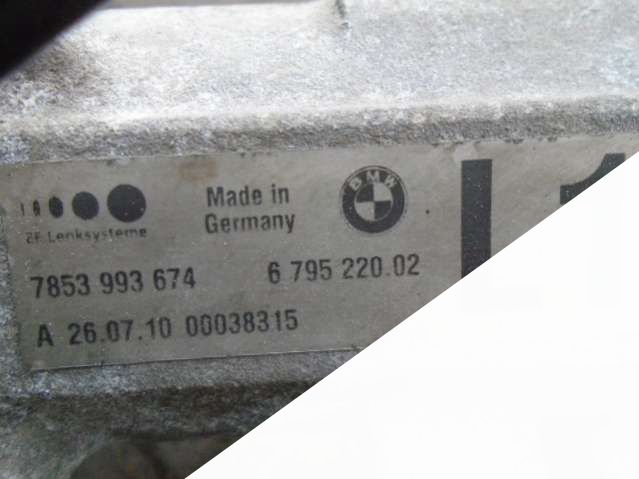 Made in
Germany
BMW
ZF Lenksysteme
7853 993 674
6 795 220.02
A 26.07.10 00038315